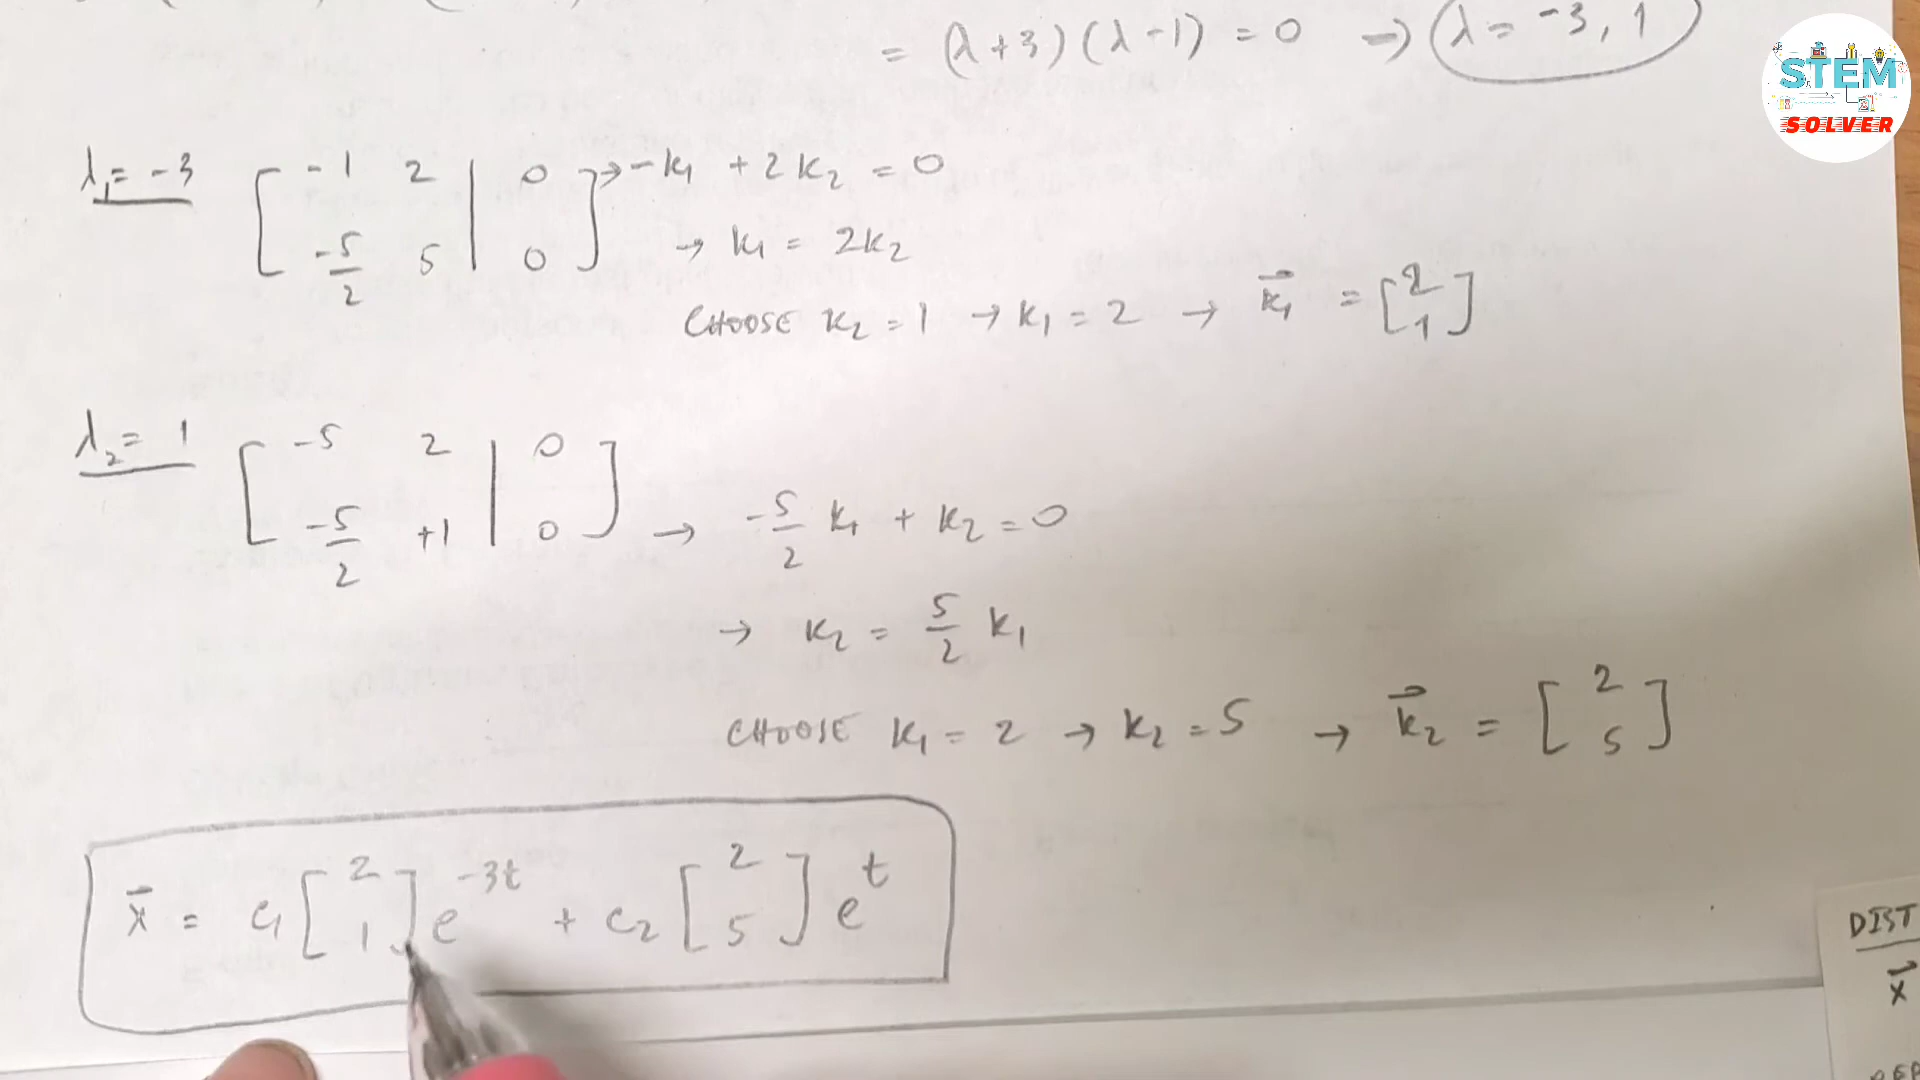 = (λ+3)(λ-1) = 0 → λ = -3, 1
STEM
SOLVER
λ₁ = -3 [ -1 2 | 0 ] → -k₁ + 2k₂ = 0
[ -5/2 5 | 0 ] → k₁ = 2k₂
CHOOSE k₂ = 1 → k₁ = 2 → k⃗₁ = [ 2 1 ]
λ₂ = 1 [ -5 2 | 0 ]
[ -5/2 +1 | 0 ] → -5/2 k₁ + k₂ = 0
→ k₂ = 5/2 k₁
CHOOSE k₁ = 2 → k₂ = 5 → k⃗₂ = [ 2 5 ]
x⃗ = c₁ [ 2 1 ] e^-3t + c₂ [ 2 5 ] e^t
DIST
x⃗